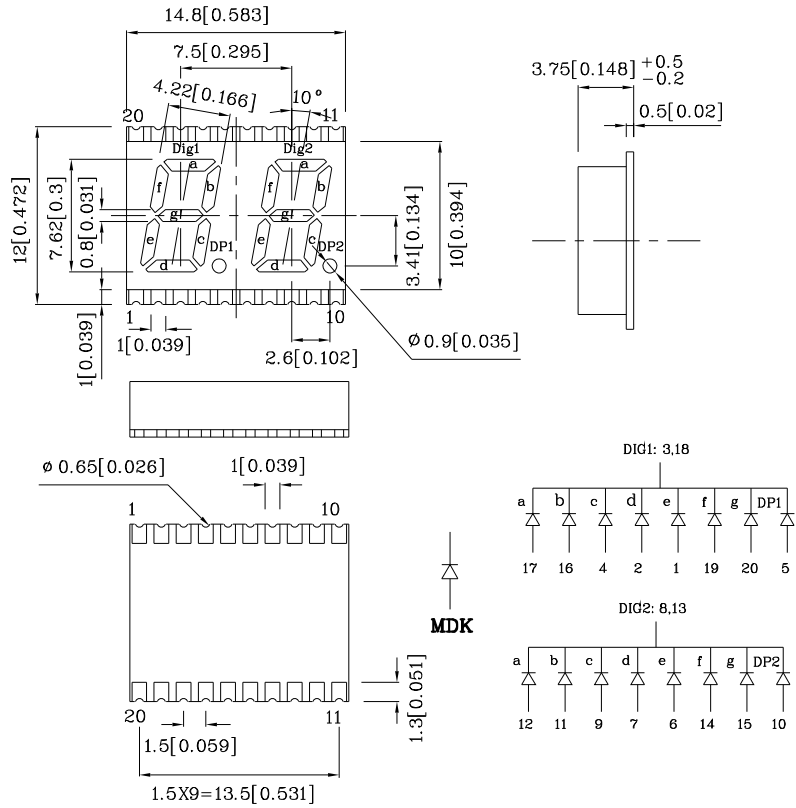 14.8[0.583]
7.5[0.295]
4.22[0.166]
10°
20
11
Dig1
Dig2
a
f
b
g
e
c
d
DP1
a
f
b
g
e
c
d
DP2
12[0.472]
7.62[0.3]
0.8[0.031]
3.41[0.134]
10[0.394]
1
10
1[0.039]
1[0.039]
2.6[0.102]
Ø0.9[0.035]
3.75[0.148] +0.5 -0.2
0.5[0.02]
Ø 0.65[0.026]
1[0.039]
1
10
20
11
1.3[0.051]
1.5[0.059]
1.5X9=13.5[0.531]
MDK
DIG1: 3,18
a b c d e f g DP1
17 16 4 2 1 19 20 5
DIG2: 8,13
a b c d e f g DP2
12 11 9 7 6 14 15 10